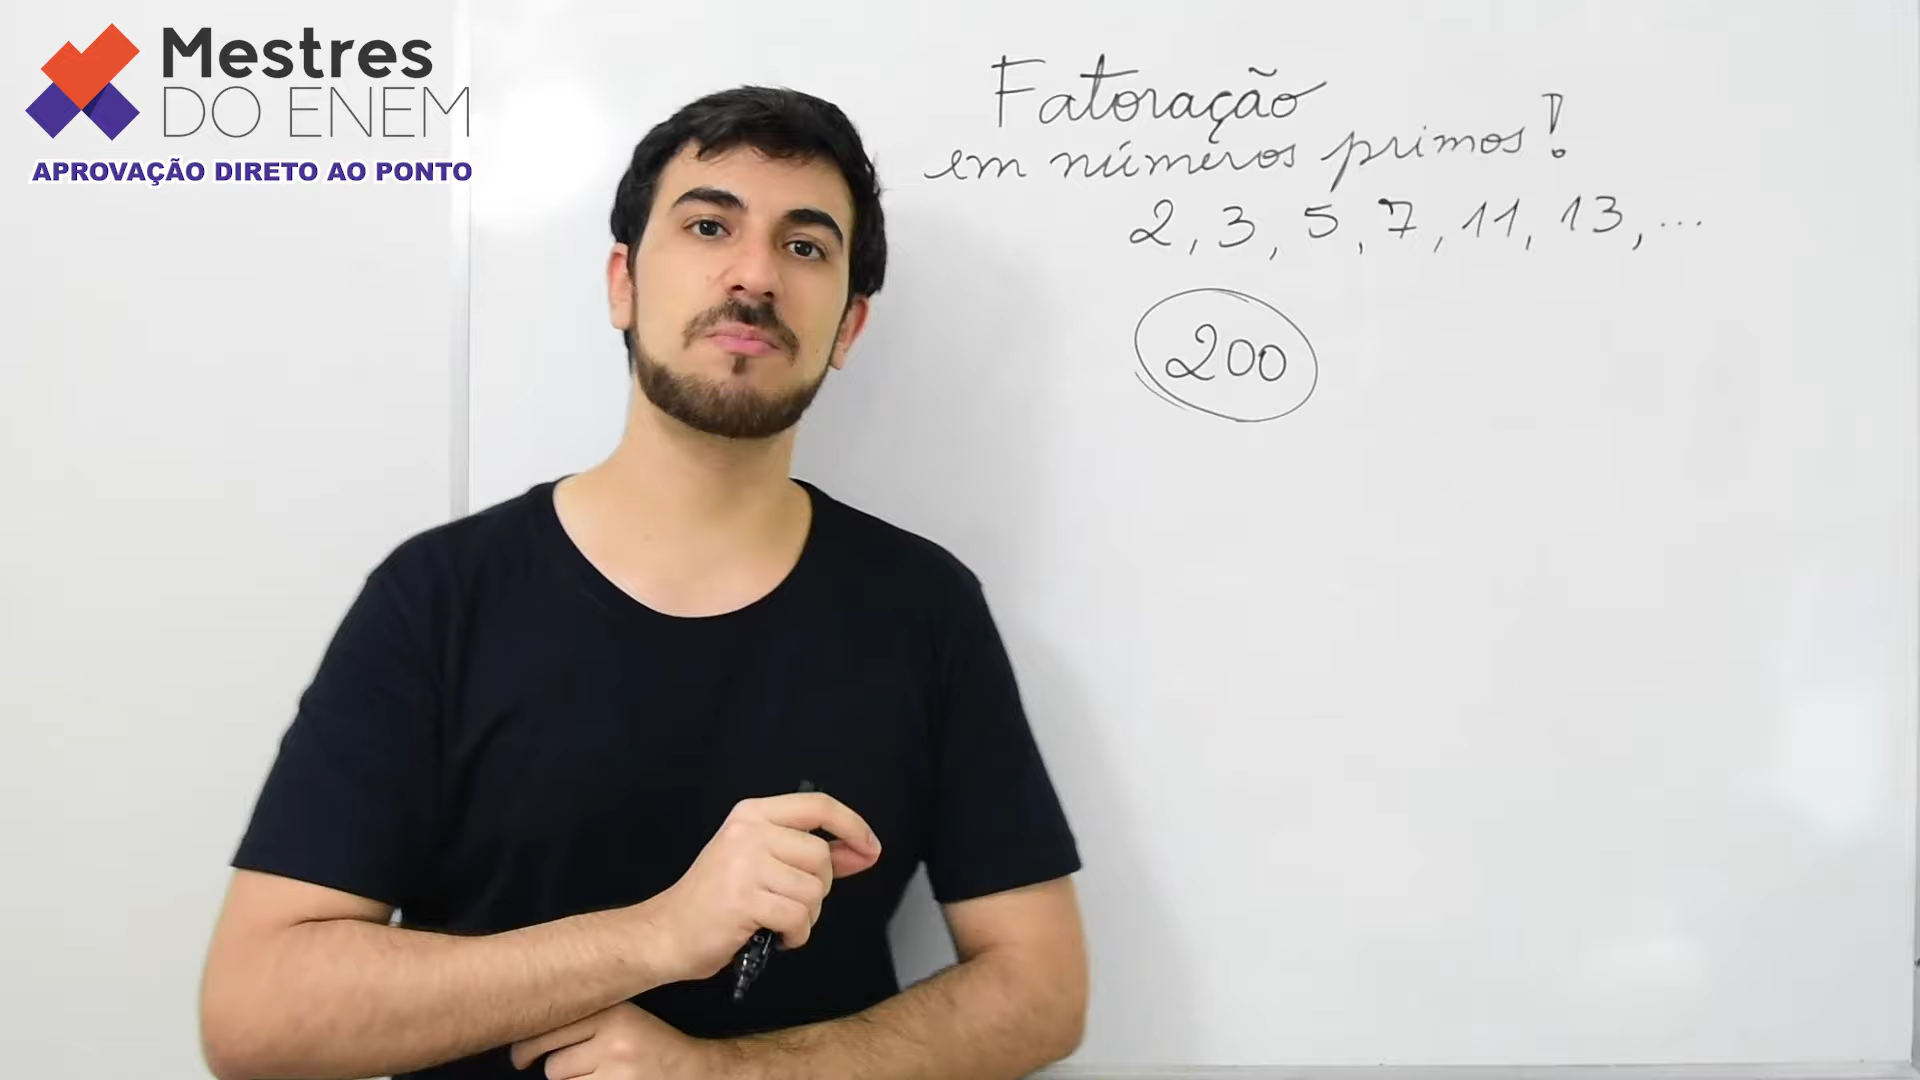 Mestres
DO ENEM
APROVAÇÃO DIRETO AO PONTO
Fatoração
em números primos!
2, 3, 5, 7, 11, 13, ...
200